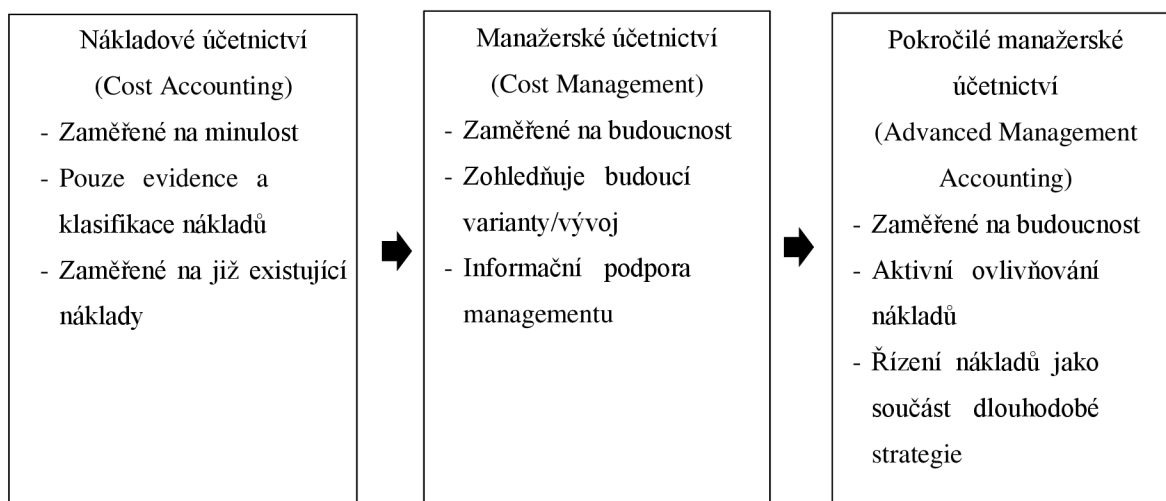 Nákladové účetnictví
(Cost Accounting)
- Zaměřené na minulost
- Pouze evidence a
klasifikace nákladů
- Zaměřené na již existující
náklady
Manažerské účetnictví
(Cost Management)
- Zaměřené na budoucnost
- Zohledňuje budoucí
varianty/vývoj
- Informační podpora
managementu
Pokročilé manažerské
účetnictví
(Advanced Management
Accounting)
- Zaměřené na budoucnost
- Aktivní ovlivňování
nákladů
- Řízení nákladů jako
součást dlouhodobé
strategie